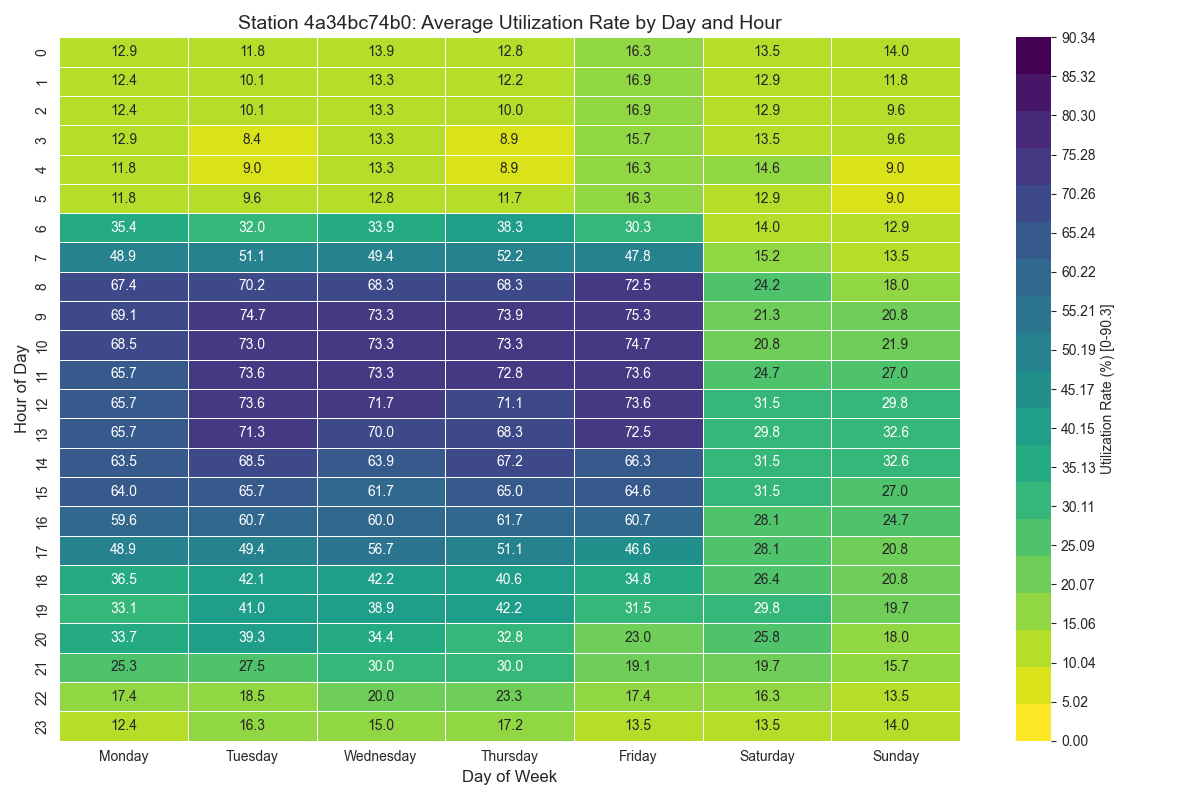 Station 4a34bc74b0: Average Utilization Rate by Day and Hour
0 12.9 11.8 13.9 12.8 16.3 13.5 14.0
1 12.4 10.1 13.3 12.2 16.9 12.9 11.8
2 12.4 10.1 13.3 10.0 16.9 12.9 9.6
3 12.9 8.4 13.3 8.9 15.7 13.5 9.6
4 11.8 9.0 13.3 8.9 16.3 14.6 9.0
5 11.8 9.6 12.8 11.7 16.3 12.9 9.0
6 35.4 32.0 33.9 38.3 30.3 14.0 12.9
7 48.9 51.1 49.4 52.2 47.8 15.2 13.5
8 67.4 70.2 68.3 68.3 72.5 24.2 18.0
9 69.1 74.7 73.3 73.9 75.3 21.3 20.8
10 68.5 73.0 73.3 73.3 74.7 20.8 21.9
11 65.7 73.6 73.3 72.8 73.6 24.7 27.0
12 65.7 73.6 71.7 71.1 73.6 31.5 29.8
13 65.7 71.3 70.0 68.3 72.5 29.8 32.6
14 63.5 68.5 63.9 67.2 66.3 31.5 32.6
15 64.0 65.7 61.7 65.0 64.6 31.5 27.0
16 59.6 60.7 60.0 61.7 60.7 28.1 24.7
17 48.9 49.4 56.7 51.1 46.6 28.1 20.8
18 36.5 42.1 42.2 40.6 34.8 26.4 20.8
19 33.1 41.0 38.9 42.2 31.5 29.8 19.7
20 33.7 39.3 34.4 32.8 23.0 25.8 18.0
21 25.3 27.5 30.0 30.0 19.1 19.7 15.7
22 17.4 18.5 20.0 23.3 17.4 16.3 13.5
23 12.4 16.3 15.0 17.2 13.5 13.5 14.0
Monday Tuesday Wednesday Thursday Friday Saturday Sunday
Day of Week
Hour of Day
90.34
85.32
80.30
75.28
70.26
65.24
60.22
55.21
50.19
45.17
40.15
35.13
30.11
25.09
20.07
15.06
10.04
5.02
0.00
Utilization Rate (%) [0-90.3]